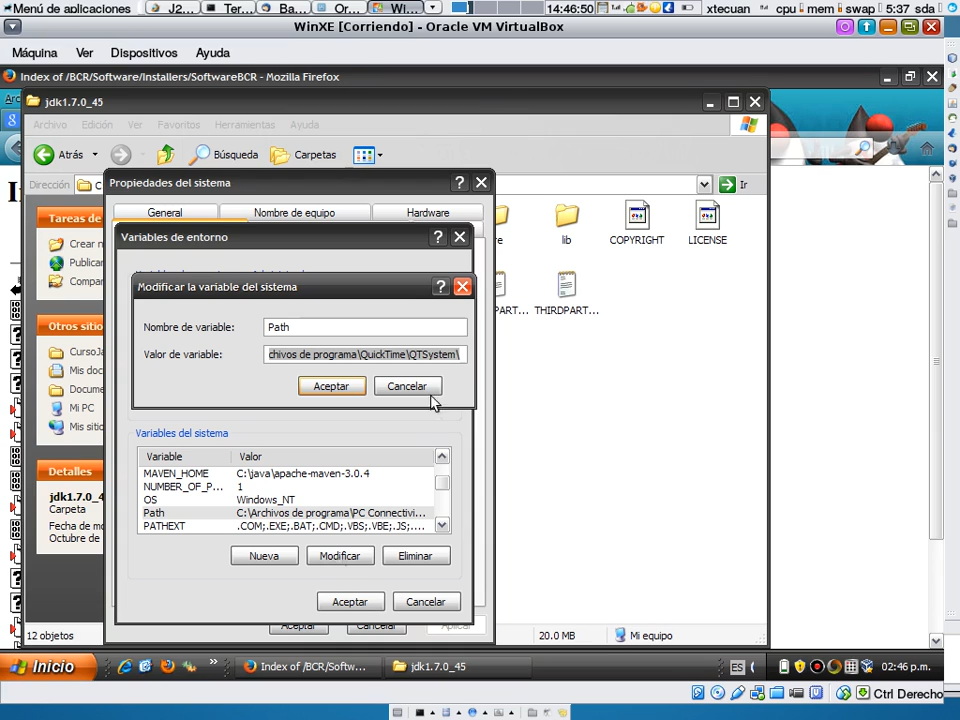 Menú de aplicaciones
J2...
Ter...
Ba...
Or...
Wi...
14:46:50
xtecuan
cpu
mem
swap
5:37
sda
WinXE [Corriendo] - Oracle VM VirtualBox
Máquina
Ver
Dispositivos
Ayuda
Index of /BCR/Software/Installers/SoftwareBCR - Mozilla Firefox
jdk1.7.0_45
Archivo
Edición
Ver
Favoritos
Herramientas
Ayuda
Atrás
Búsqueda
Carpetas
Dirección
C
Ir
Propiedades del sistema
General
Nombre de equipo
Hardware
Variables de entorno
Modificar la variable del sistema
Nombre de variable:
Path
Valor de variable:
chivos de programa\QuickTime\QTSystem\
Aceptar
Cancelar
Variables del sistema
Variable
Valor
MAVEN_HOME
C:\java\apache-maven-3.0.4
NUMBER_OF_P...
1
OS
Windows_NT
Path
C:\Archivos de programa\PC Connectivi...
PATHEXT
.COM;.EXE;.BAT;.CMD;.VBS;.VBE;.JS;....
Nueva
Modificar
Eliminar
Aceptar
Cancelar
Aceptar
Cancelar
Tareas de
Crear n
Publicar
Compar
Otros sitio
CursoJa
Mis doc
Docume
Mi PC
Mis siti
Detalles
jdk1.7.0_4
Carpeta
Fecha de mo
Octubre de
lib
COPYRIGHT
LICENSE
PART...
THIRDPART...
12 objetos
20.0 MB
Mi equipo
Inicio
Index of /BCR/Softw...
jdk1.7.0_45
ES
02:46 p.m.
Ctrl Derecho